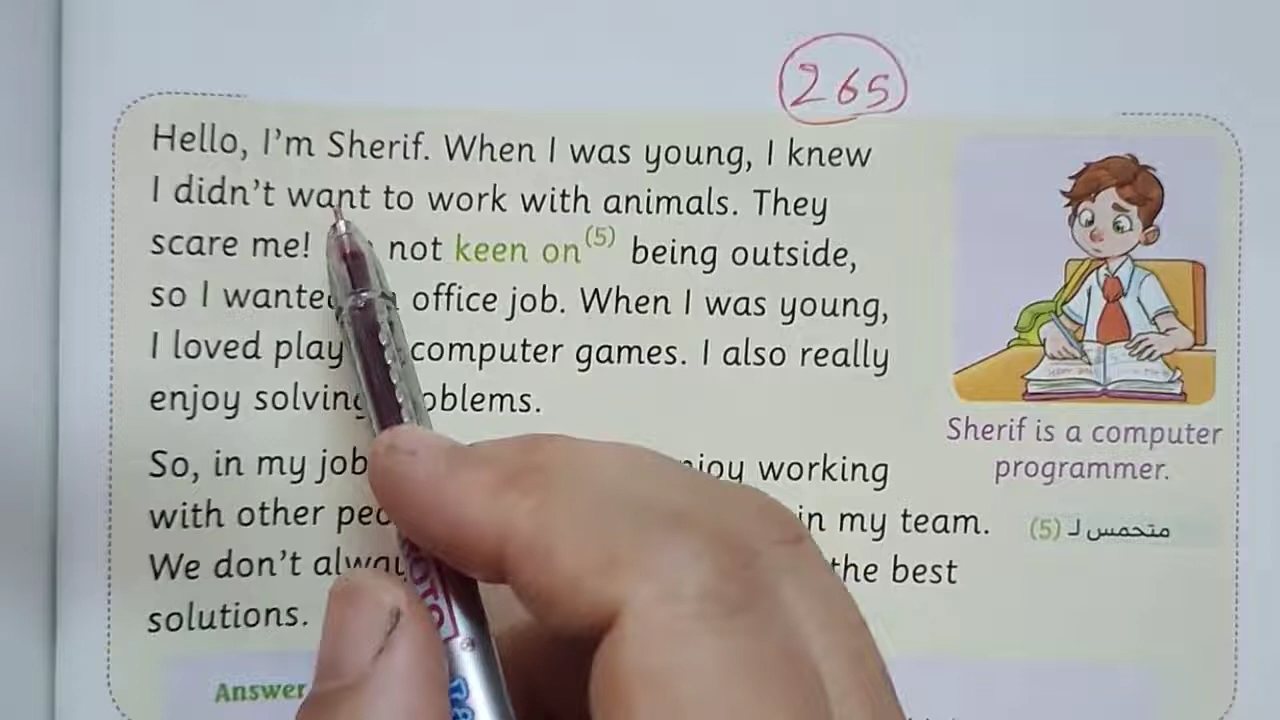 265
Hello, I'm Sherif. When I was young, I knew
I didn't want to work with animals. They
scare me! not keen on(5) being outside,
so I office job. When I was young,
I loved computer games. I also really
enjoy solving
So, in my job working
with other in my team.
We don't the best
solutions.
Sherif is a computer
programmer.
(5) متحمس لـ
Answer